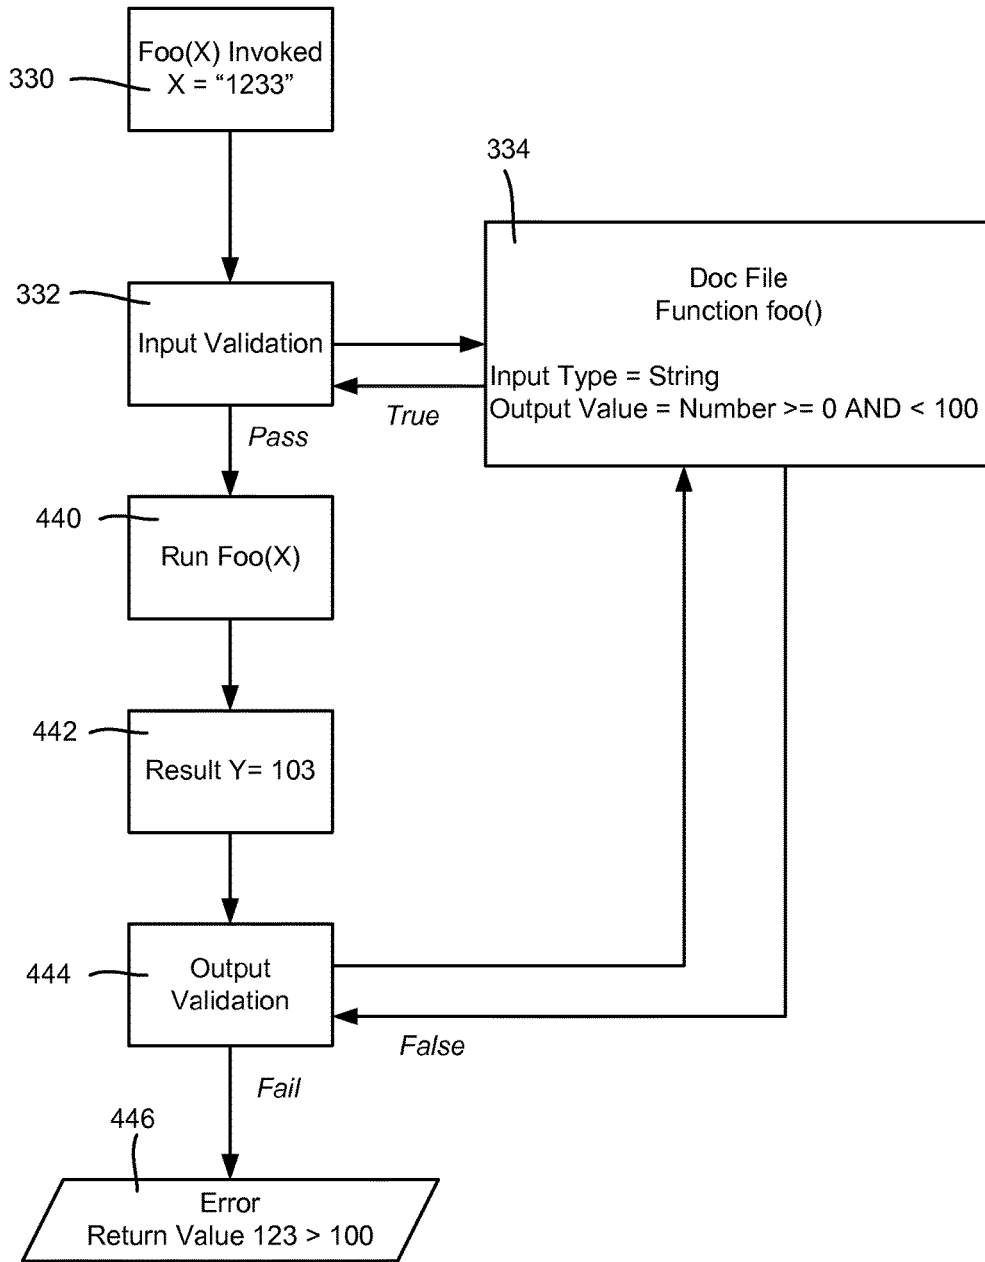 Foo(X) Invoked
X = “1233”
330
334
332
Input Validation
Doc File
Function foo()
Input Type = String
Output Value = Number >= 0 AND < 100
True
Pass
440
Run Foo(X)
442
Result Y= 103
444
Output
Validation
False
Fail
446
Error
Return Value 123 > 100